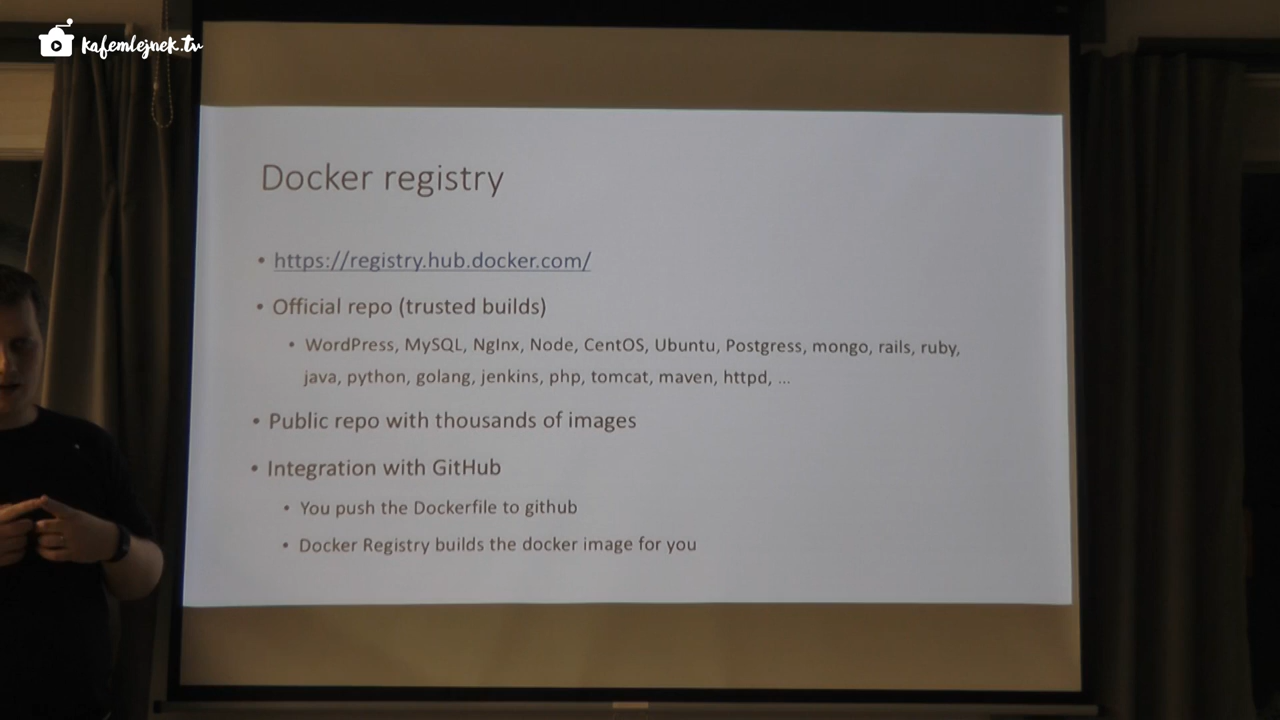 kafemlejnek.tv
Docker registry
• https://registry.hub.docker.com/
• Official repo (trusted builds)
• WordPress, MySQL, NgInx, Node, CentOS, Ubuntu, Postgress, mongo, rails, ruby,
java, python, golang, jenkins, php, tomcat, maven, httpd, ...
• Public repo with thousands of images
• Integration with GitHub
• You push the Dockerfile to github
• Docker Registry builds the docker image for you